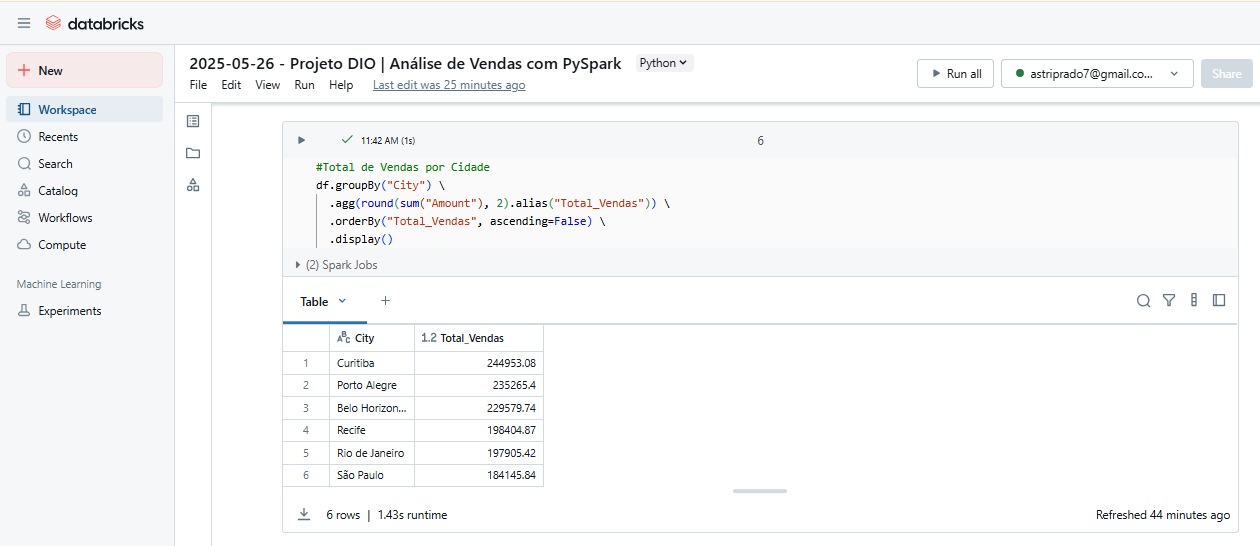 databricks
New
Workspace
Recents
Search
Catalog
Workflows
Compute
Machine Learning
Experiments
2025-05-26 - Projeto DIO | Análise de Vendas com PySpark Python
File Edit View Run Help Last edit was 25 minutes ago
Run all astriprado7@gmail.co... Share
11:42 AM (1s) 6
#Total de Vendas por Cidade
df.groupBy("City") \
.agg(round(sum("Amount"), 2).alias("Total_Vendas")) \
.orderBy("Total_Vendas", ascending=False) \
.display()
(2) Spark Jobs
Table +
ABC City 1.2 Total_Vendas
1 Curitiba 244953.08
2 Porto Alegre 235265.4
3 Belo Horizon... 229579.74
4 Recife 198404.87
5 Rio de Janeiro 197905.42
6 São Paulo 184145.84
6 rows | 1.43s runtime Refreshed 44 minutes ago